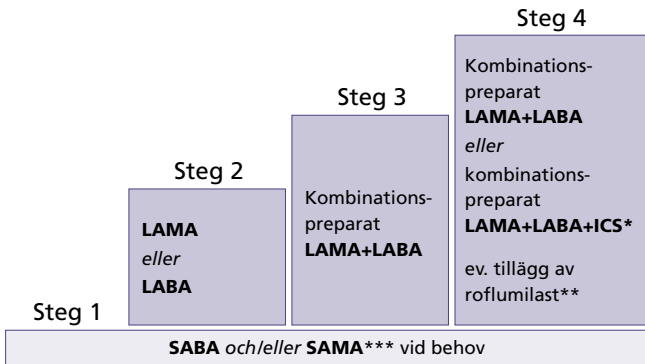 Steg 4
Kombinations-
preparat
LAMA+LABA
eller
kombinations-
preparat
LAMA+LABA+ICS*
ev. tillägg av
roflumilast**
Steg 3
Kombinations-
preparat
LAMA+LABA
Steg 2
LAMA
eller
LABA
Steg 1
SABA och/eller SAMA*** vid behov